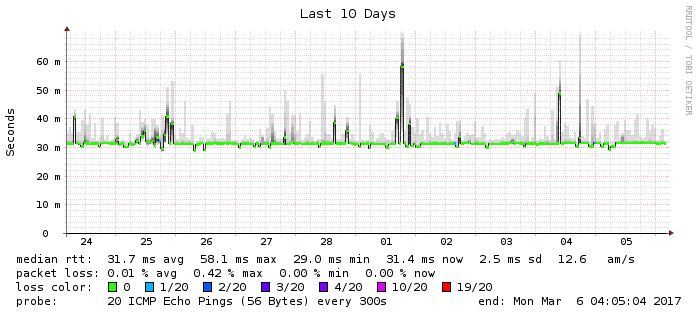 Last 10 Days
RRDTOOL / TOBI OETIKER
Seconds
60 m
50 m
40 m
30 m
20 m
10 m
0
24 25 26 27 28 01 02 03 04 05
median rtt: 31.7 ms avg 58.1 ms max 29.0 ms min 31.4 ms now 2.5 ms sd 12.6 am/s
packet loss: 0.01 % avg 0.42 % max 0.00 % min 0.00 % now
loss color: 0 1/20 2/20 3/20 4/20 10/20 19/20
probe: 20 ICMP Echo Pings (56 Bytes) every 300s end: Mon Mar 6 04:05:04 2017